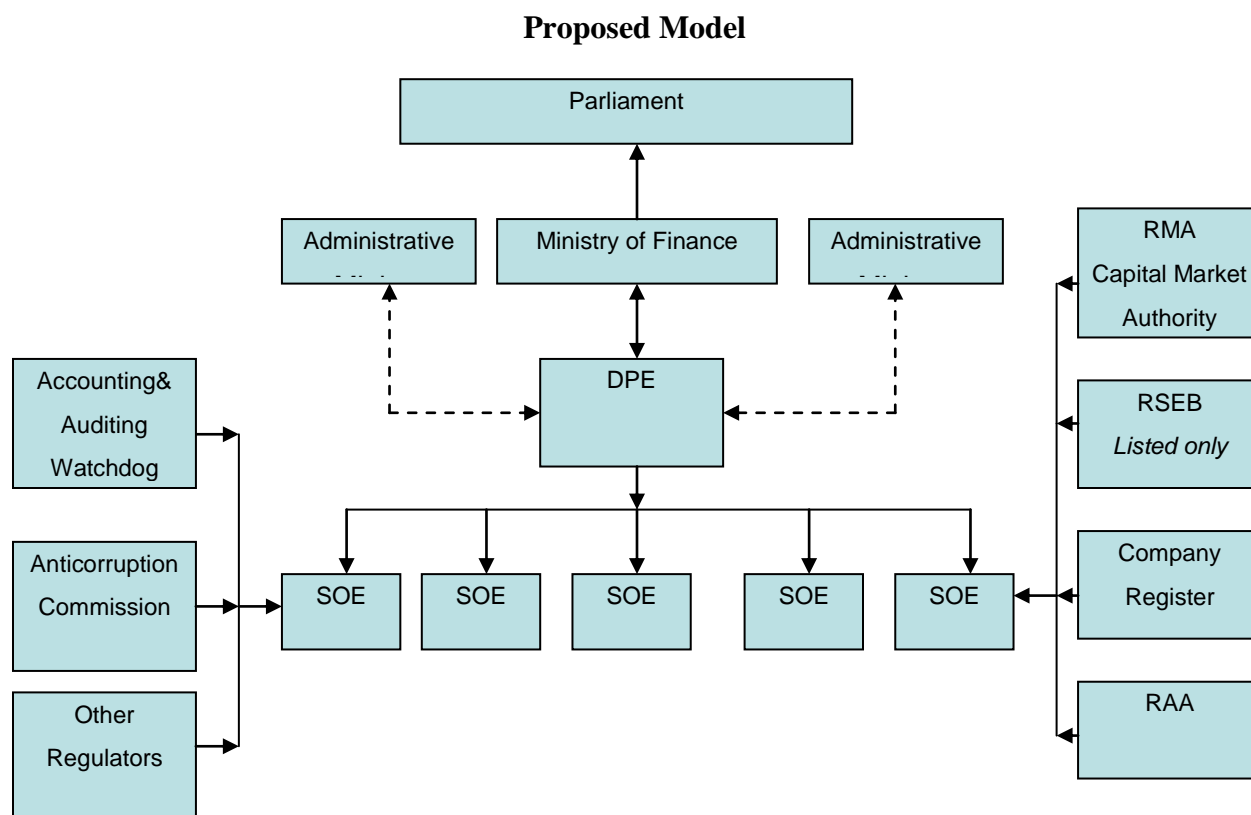 Proposed Model
Parliament
Administrative
Ministry of Finance
Administrative
RMA
Capital Market
Authority
DPE
Accounting&
Auditing
Watchdog
RSEB
Listed only
Anticorruption
Commission
SOE
SOE
SOE
SOE
SOE
Company
Register
Other
Regulators
RAA